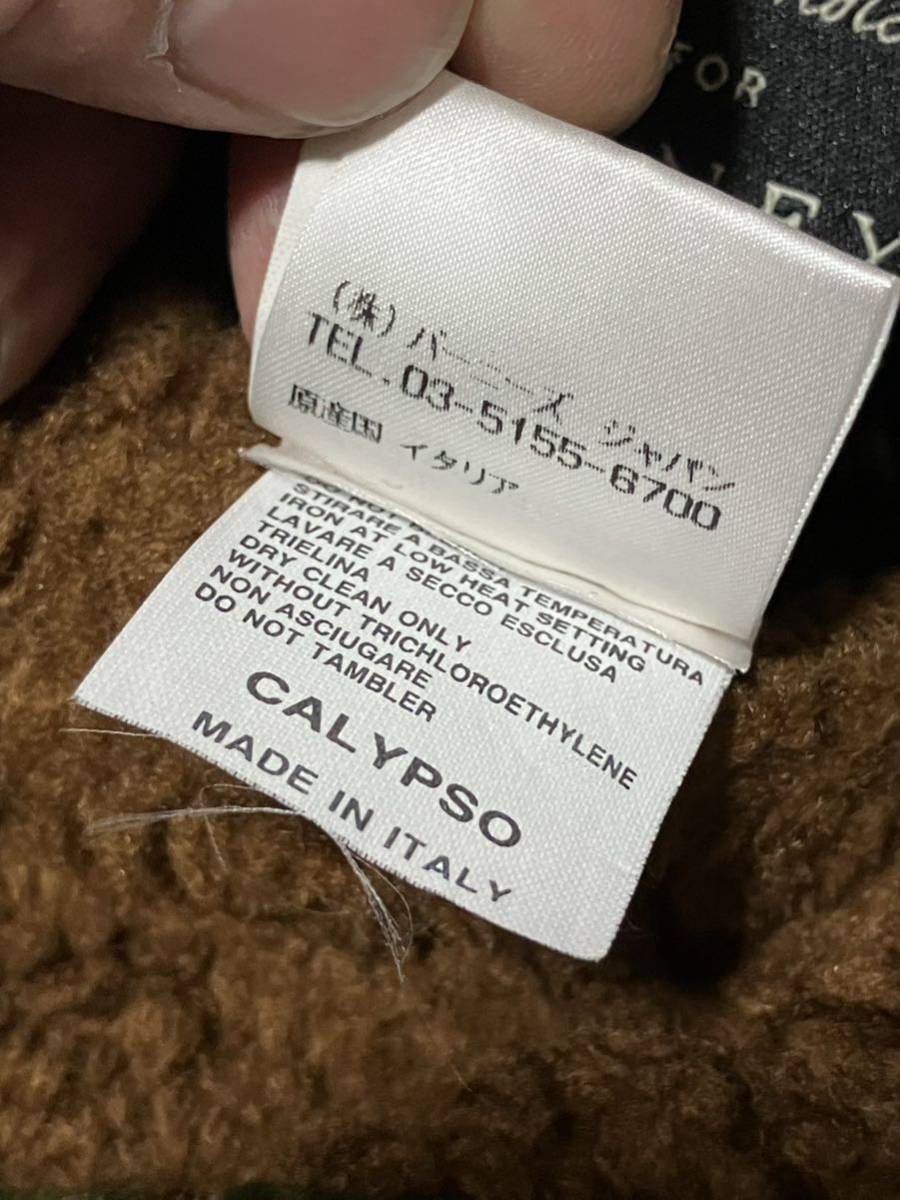 FOR
(株) バーニーズ ジャパン
TEL.03-5155-6700
原産国 イタリア
STIRARE A BASSA TEMPERATURA
IRON AT LOW HEAT SETTING
LAVARE A SECCO ESCLUSA
TRIELINA
DRY CLEAN ONLY
WITHOUT TRICHLOROETHYLENE
NON ASCIUGARE
DO NOT TAMBLER
CALYPSO
MADE IN ITALY